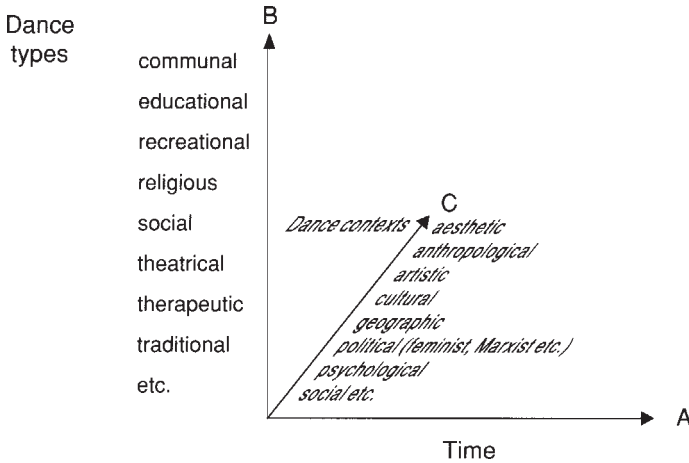 Dance
types
B
communal
educational
recreational
religious
social
theatrical
therapeutic
traditional
etc.
C
Dance contexts
aesthetic
anthropological
artistic
cultural
geographic
political (feminist, Marxist etc.)
psychological
social etc.
A
Time